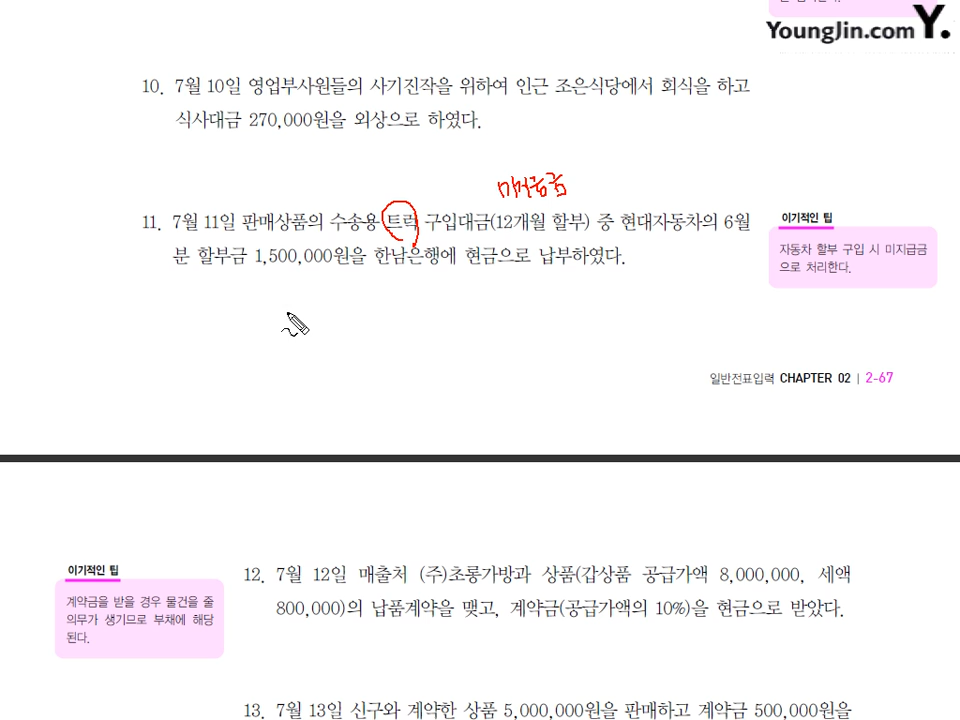 YoungJin.com Y.
10. 7월 10일 영업부사원들의 사기진작을 위하여 인근 조은식당에서 회식을 하고
식사대금 270,000원을 외상으로 하였다.
미지급금
11. 7월 11일 판매상품의 수송용 트럭 구입대금(12개월 할부) 중 현대자동차의 6월
분 할부금 1,500,000원을 한남은행에 현금으로 납부하였다.
이기적인 팁
자동차 할부 구입 시 미지급금
으로 처리한다.
일반전표입력 CHAPTER 02 | 2-67
이기적인 팁
계약금을 받을 경우 물건을 줄
의무가 생기므로 부채에 해당
된다.
12. 7월 12일 매출처 (주)초롱가방과 상품(갑상품 공급가액 8,000,000, 세액
800,000)의 납품계약을 맺고, 계약금(공급가액의 10%)을 현금으로 받았다.
13. 7월 13일 신구와 계약한 상품 5,000,000원을 판매하고 계약금 500,000원을